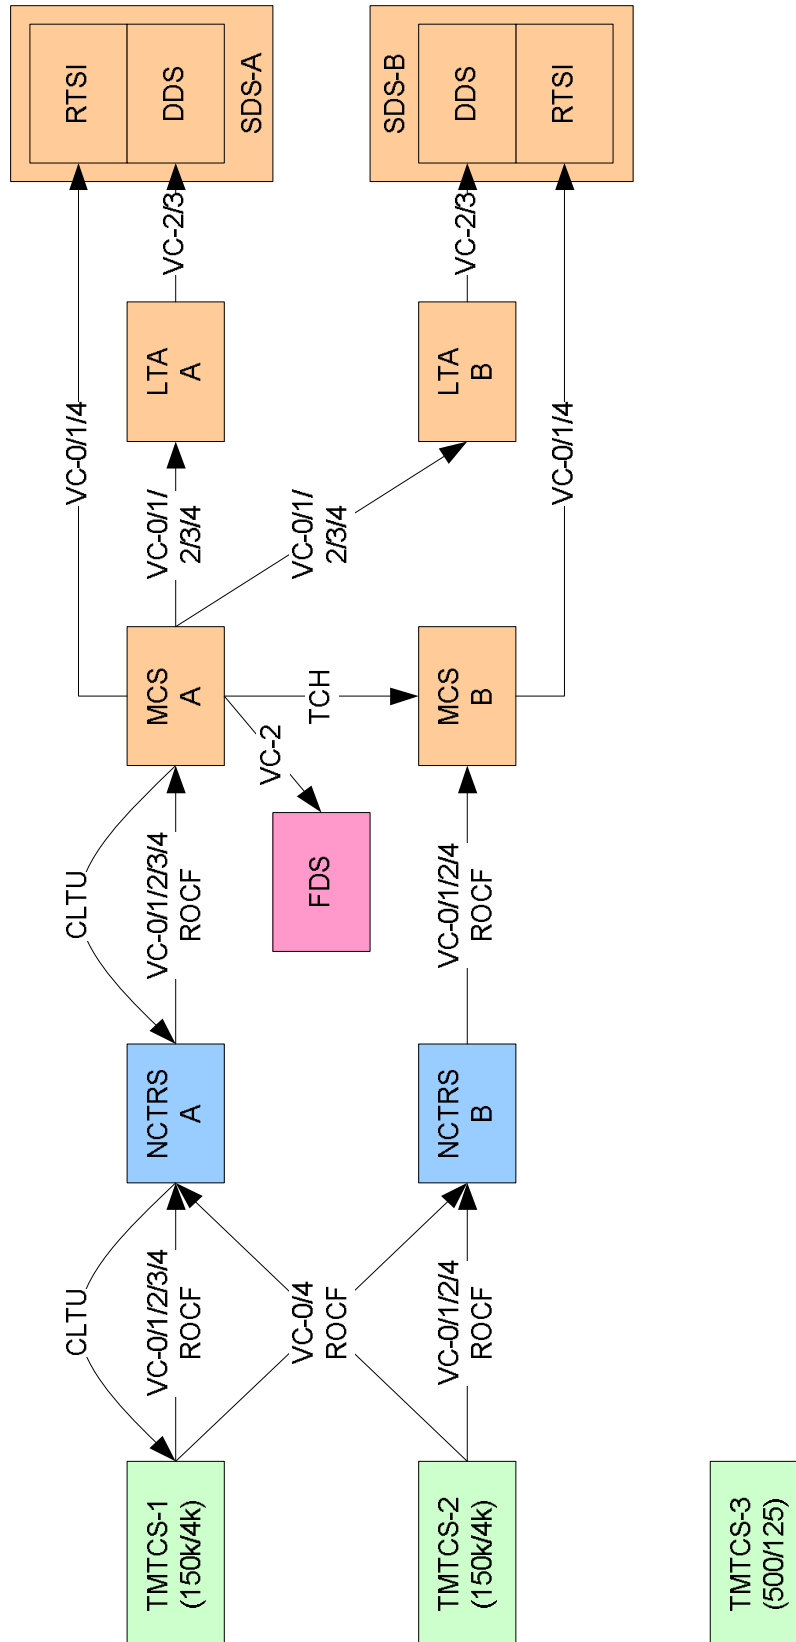 TMTCS-1
(150k/4k)
CLTU
VC-0/1/2/3/4
ROCF
NCTRS
A
CLTU
VC-0/1/2/3/4
ROCF
MCS
A
VC-0/1/4
VC-0/1/
2/3/4
LTA
A
VC-2/3
RTSI
DDS
SDS-A
VC-0/4
ROCF
FDS
VC-2
TCH
VC-0/1/
2/3/4
TMTCS-2
(150k/4k)
VC-0/1/2/4
ROCF
NCTRS
B
VC-0/1/2/4
ROCF
MCS
B
LTA
B
VC-2/3
VC-0/1/4
SDS-B
DDS
RTSI
TMTCS-3
(500/125)